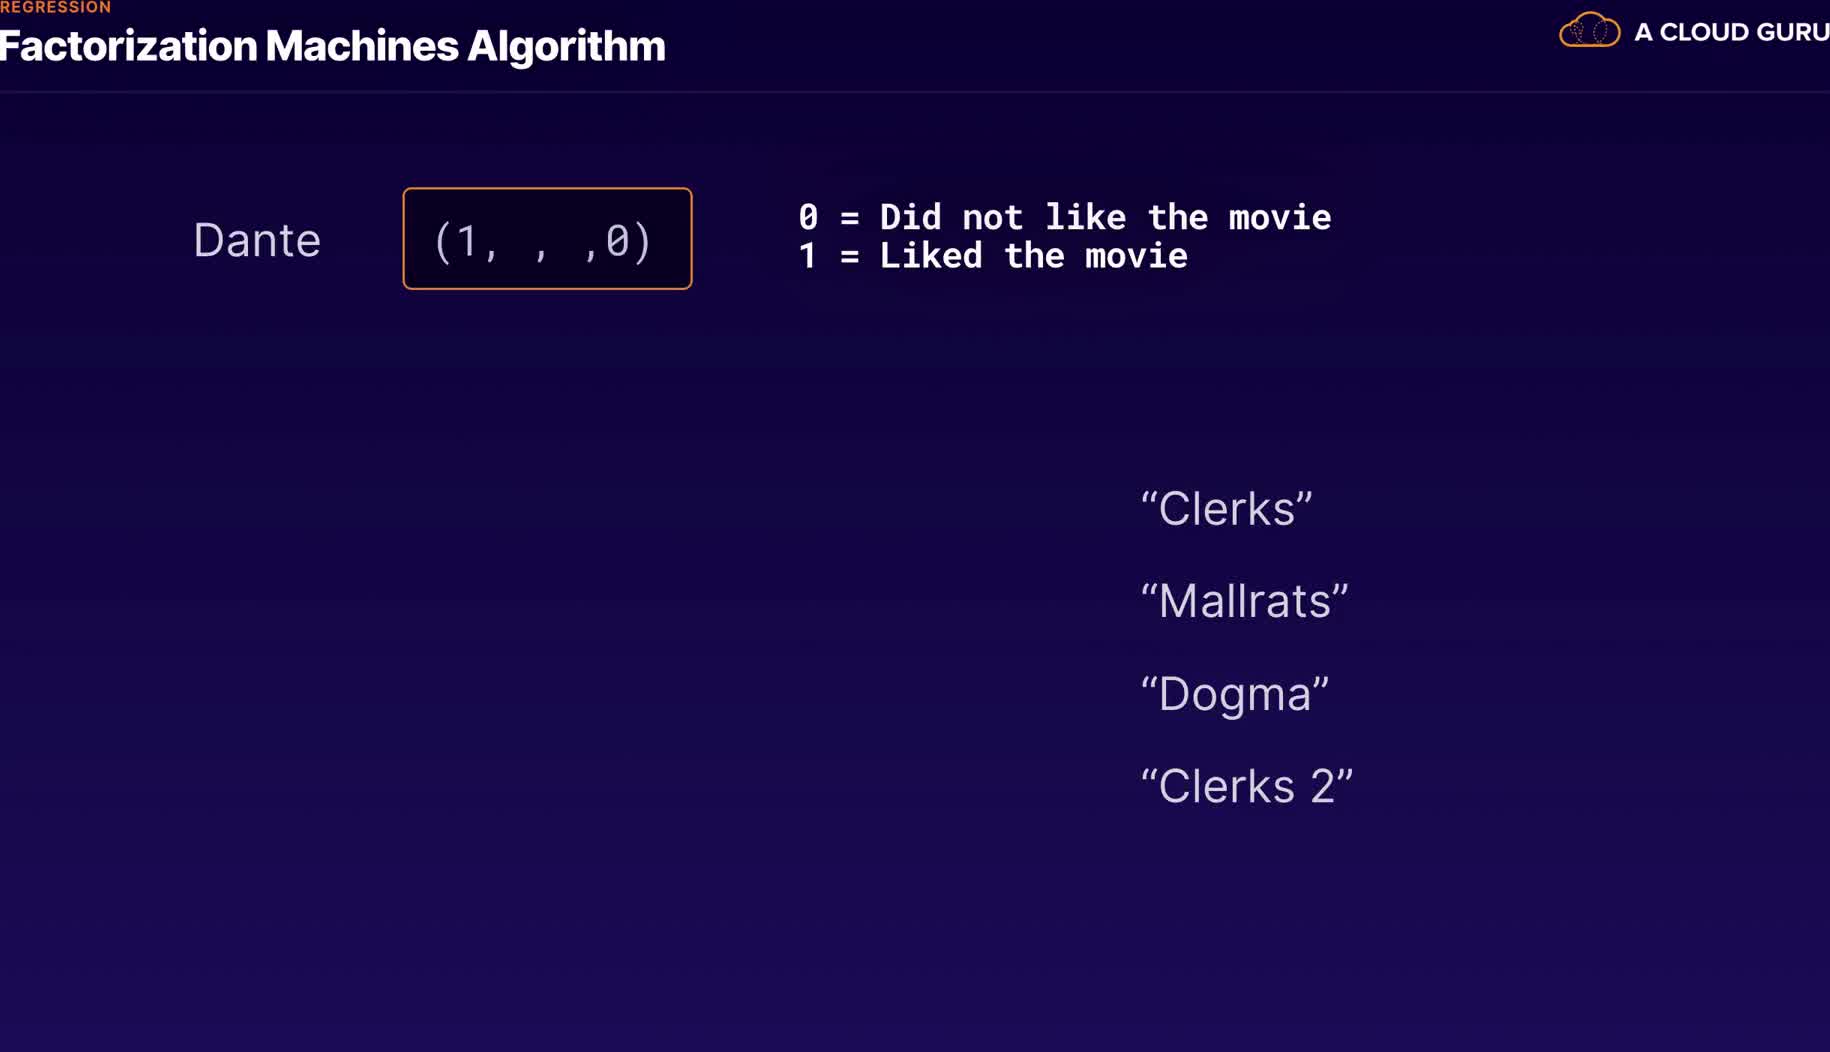 REGRESSION
Factorization Machines Algorithm
A CLOUD GURU
Dante
(1, , ,0)
0 = Did not like the movie
1 = Liked the movie
“Clerks”
“Mallrats”
“Dogma”
“Clerks 2”